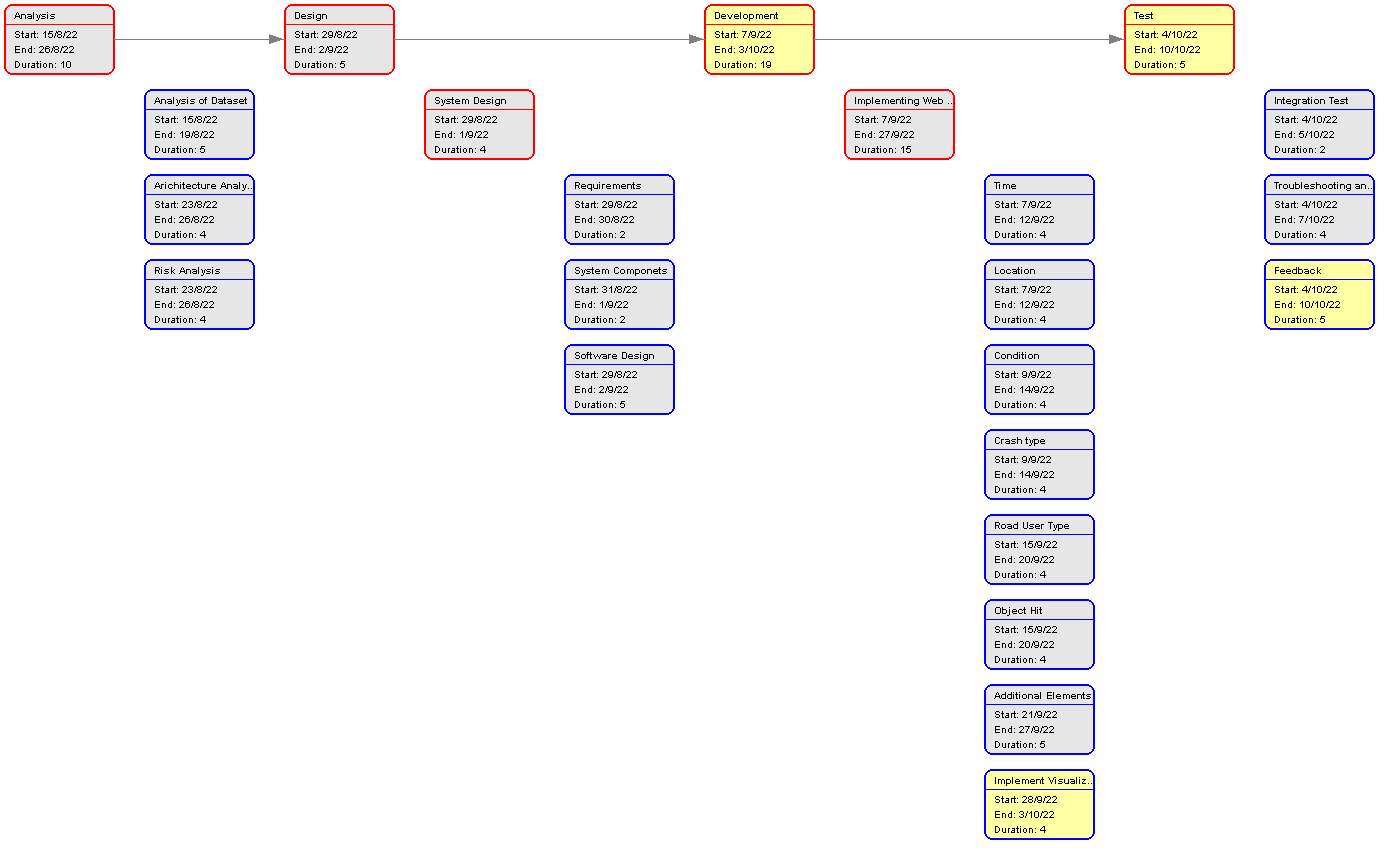 Analysis
Start: 15/8/22
End: 26/8/22
Duration: 10
Design
Start: 29/8/22
End: 2/9/22
Duration: 5
Development
Start: 7/9/22
End: 3/10/22
Duration: 19
Test
Start: 4/10/22
End: 10/10/22
Duration: 5
Analysis of Dataset
Start: 15/8/22
End: 19/8/22
Duration: 5
System Design
Start: 29/8/22
End: 1/9/22
Duration: 4
Implementing Web ..
Start: 7/9/22
End: 27/9/22
Duration: 15
Integration Test
Start: 4/10/22
End: 5/10/22
Duration: 2
Arichitecture Analy..
Start: 23/8/22
End: 26/8/22
Duration: 4
Requirements
Start: 29/8/22
End: 30/8/22
Duration: 2
Time
Start: 7/9/22
End: 12/9/22
Duration: 4
Troubleshooting an..
Start: 4/10/22
End: 7/10/22
Duration: 4
Risk Analysis
Start: 23/8/22
End: 26/8/22
Duration: 4
System Componets
Start: 31/8/22
End: 1/9/22
Duration: 2
Location
Start: 7/9/22
End: 12/9/22
Duration: 4
Feedback
Start: 4/10/22
End: 10/10/22
Duration: 5
Software Design
Start: 29/8/22
End: 2/9/22
Duration: 5
Condition
Start: 9/9/22
End: 14/9/22
Duration: 4
Crash type
Start: 9/9/22
End: 14/9/22
Duration: 4
Road User Type
Start: 15/9/22
End: 20/9/22
Duration: 4
Object Hit
Start: 15/9/22
End: 20/9/22
Duration: 4
Additional Elements
Start: 21/9/22
End: 27/9/22
Duration: 5
Implement Visualiz..
Start: 28/9/22
End: 3/10/22
Duration: 4